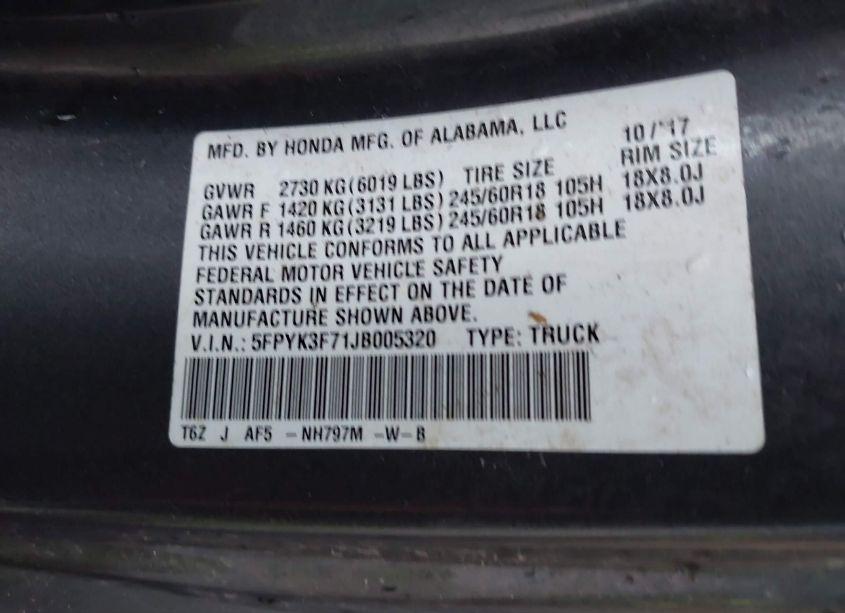 MFD. BY HONDA MFG. OF ALABAMA, LLC 10/'17
GVWR 2730 KG(6019 LBS) TIRE SIZE RIM SIZE
GAWR F 1420 KG(3131 LBS) 245/60R18 105H 18X8.0J
GAWR R 1460 KG(3219 LBS) 245/60R18 105H 18X8.0J
THIS VEHICLE CONFORMS TO ALL APPLICABLE
FEDERAL MOTOR VEHICLE SAFETY
STANDARDS IN EFFECT ON THE DATE OF
MANUFACTURE SHOWN ABOVE.
V.I.N.: 5FPYK3F71JB005320 TYPE: TRUCK
T6Z J AF5 -NH797M -W-B